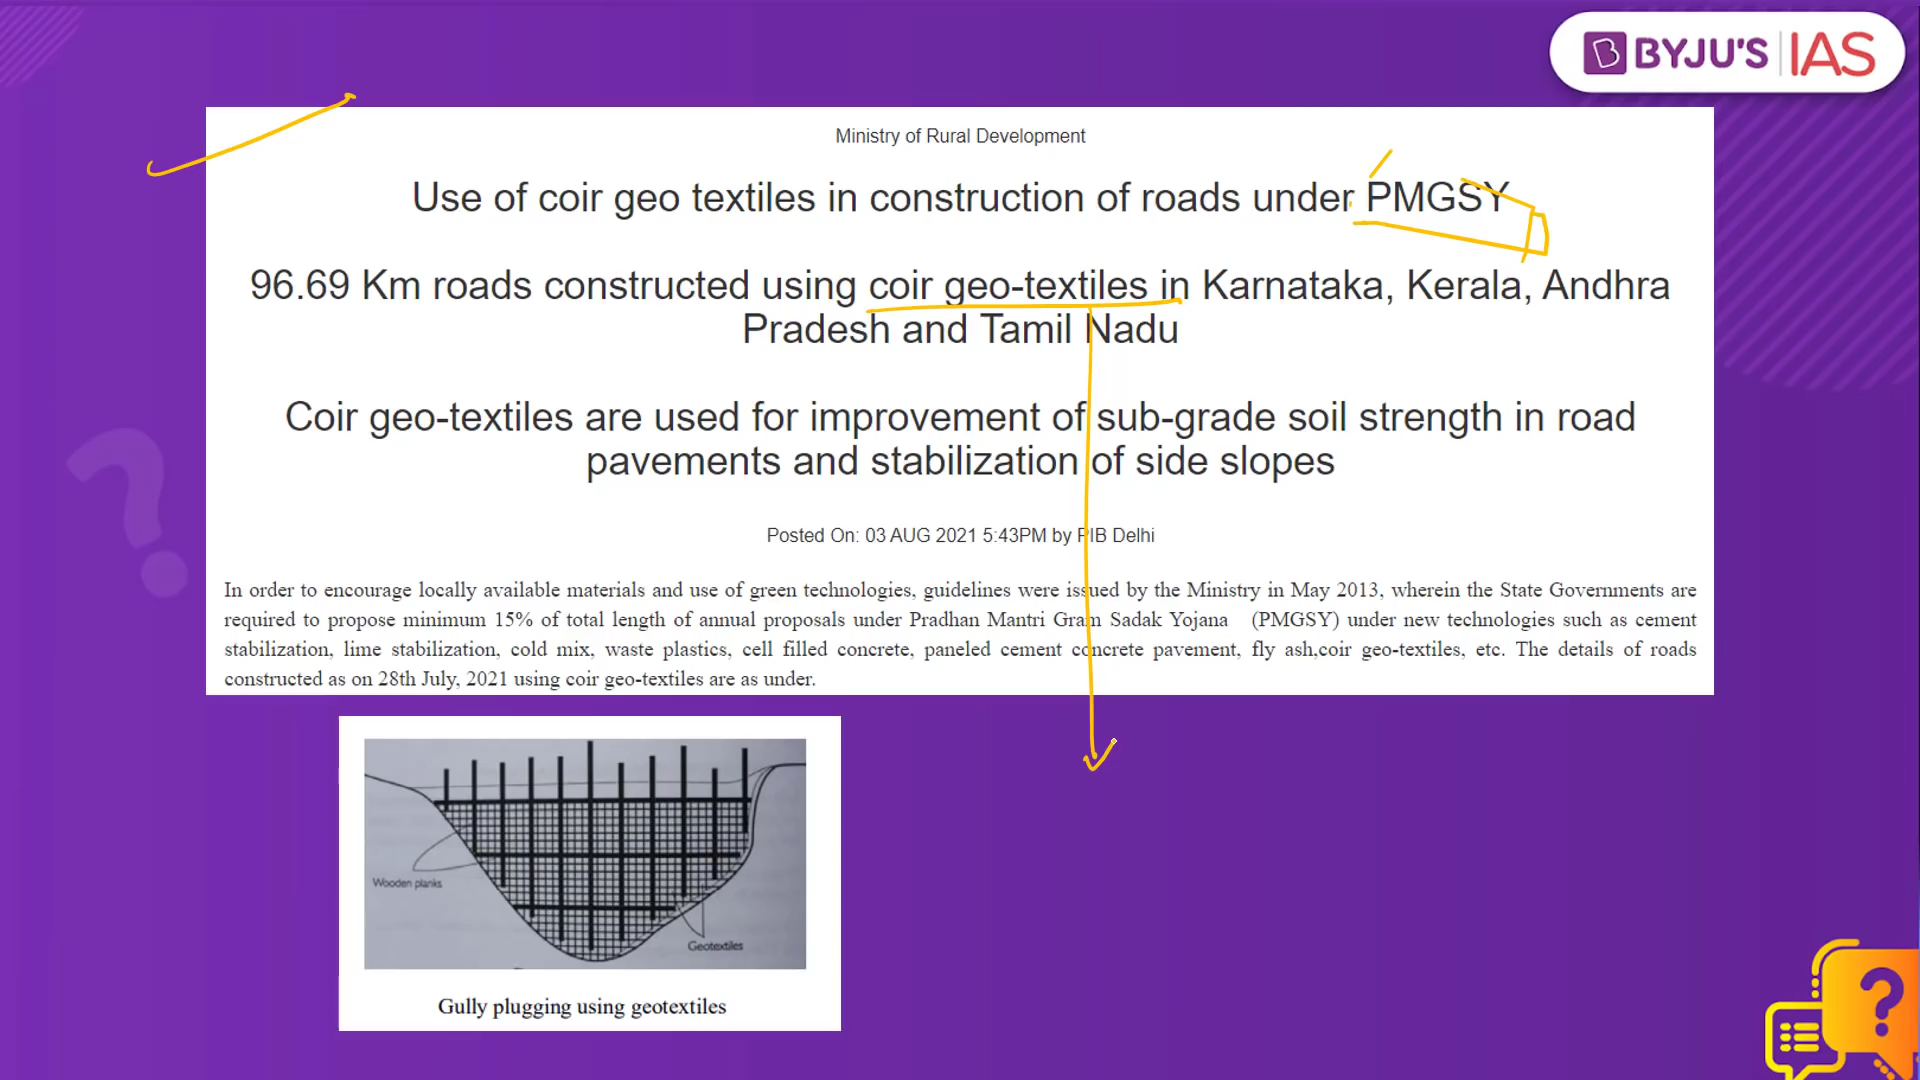 BYJU'S IAS
Ministry of Rural Development
Use of coir geo textiles in construction of roads under PMGSY
96.69 Km roads constructed using coir geo-textiles in Karnataka, Kerala, Andhra
Pradesh and Tamil Nadu
Coir geo-textiles are used for improvement of sub-grade soil strength in road
pavements and stabilization of side slopes
Posted On: 03 AUG 2021 5:43PM by PIB Delhi
In order to encourage locally available materials and use of green technologies, guidelines were issued by the Ministry in May 2013, wherein the State Governments are
required to propose minimum 15% of total length of annual proposals under Pradhan Mantri Gram Sadak Yojana (PMGSY) under new technologies such as cement
stabilization, lime stabilization, cold mix, waste plastics, cell filled concrete, paneled cement concrete pavement, fly ash,coir geo-textiles, etc. The details of roads
constructed as on 28th July, 2021 using coir geo-textiles are as under.
Wooden planks
Geotextiles
Gully plugging using geotextiles